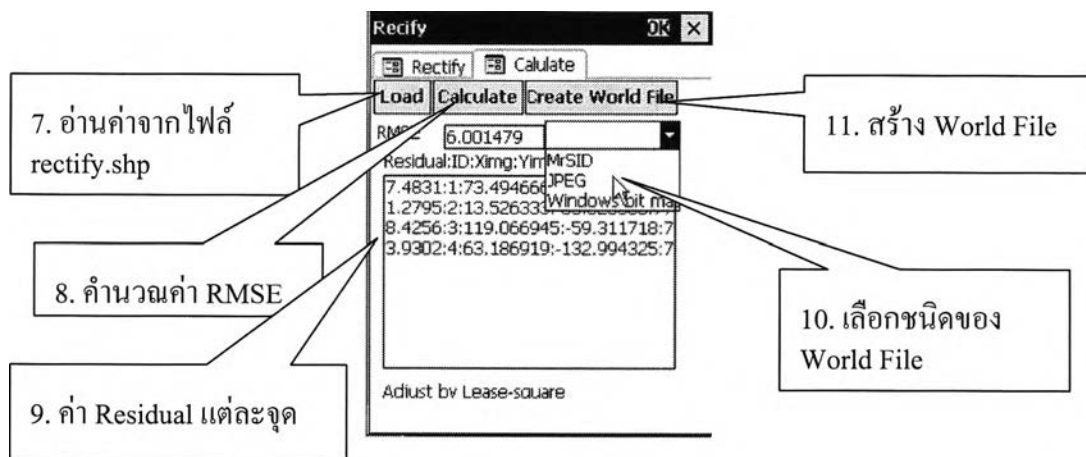 Recify OK ×
Rectify Calulate
Load Calculate Create World File
RMSE 6.001479
Residual:ID:Ximg:Yim
MrSID
JPEG
Windows bit ma
7.4831:1:73.494666
1.2795:2:13.526333
8.4256:3:119.066945:-59.311718:7
3.9302:4:63.186919:-132.994325:7
Adjust by Lease-square
7. อ่านค่าจากไฟล์
rectify.shp
8. คำนวณค่า RMSE
9. ค่า Residual แต่ละจุด
11. สร้าง World File
10. เลือกชนิดของ
World File